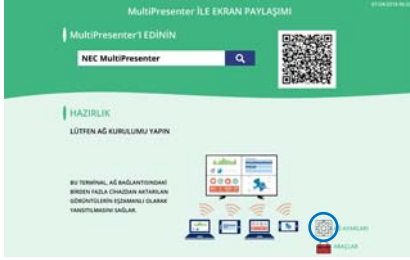 MultiPresenter İLE EKRAN PAYLAŞIMI
MultiPresenter'I EDİNİN
NEC MultiPresenter
HAZIRLIK
LÜTFEN AĞ KURULUMU YAPIN
BU TERMİNAL, AĞ BAĞLANTISINDAKİ
BİRDEN FAZLA CİHAZDAN AKTARILAN
GÖRÜNTÜLERİN EŞZAMANLI OLARAK
YANSITILMASINI SAĞLAR.
AYARLARI
ARAÇLAR